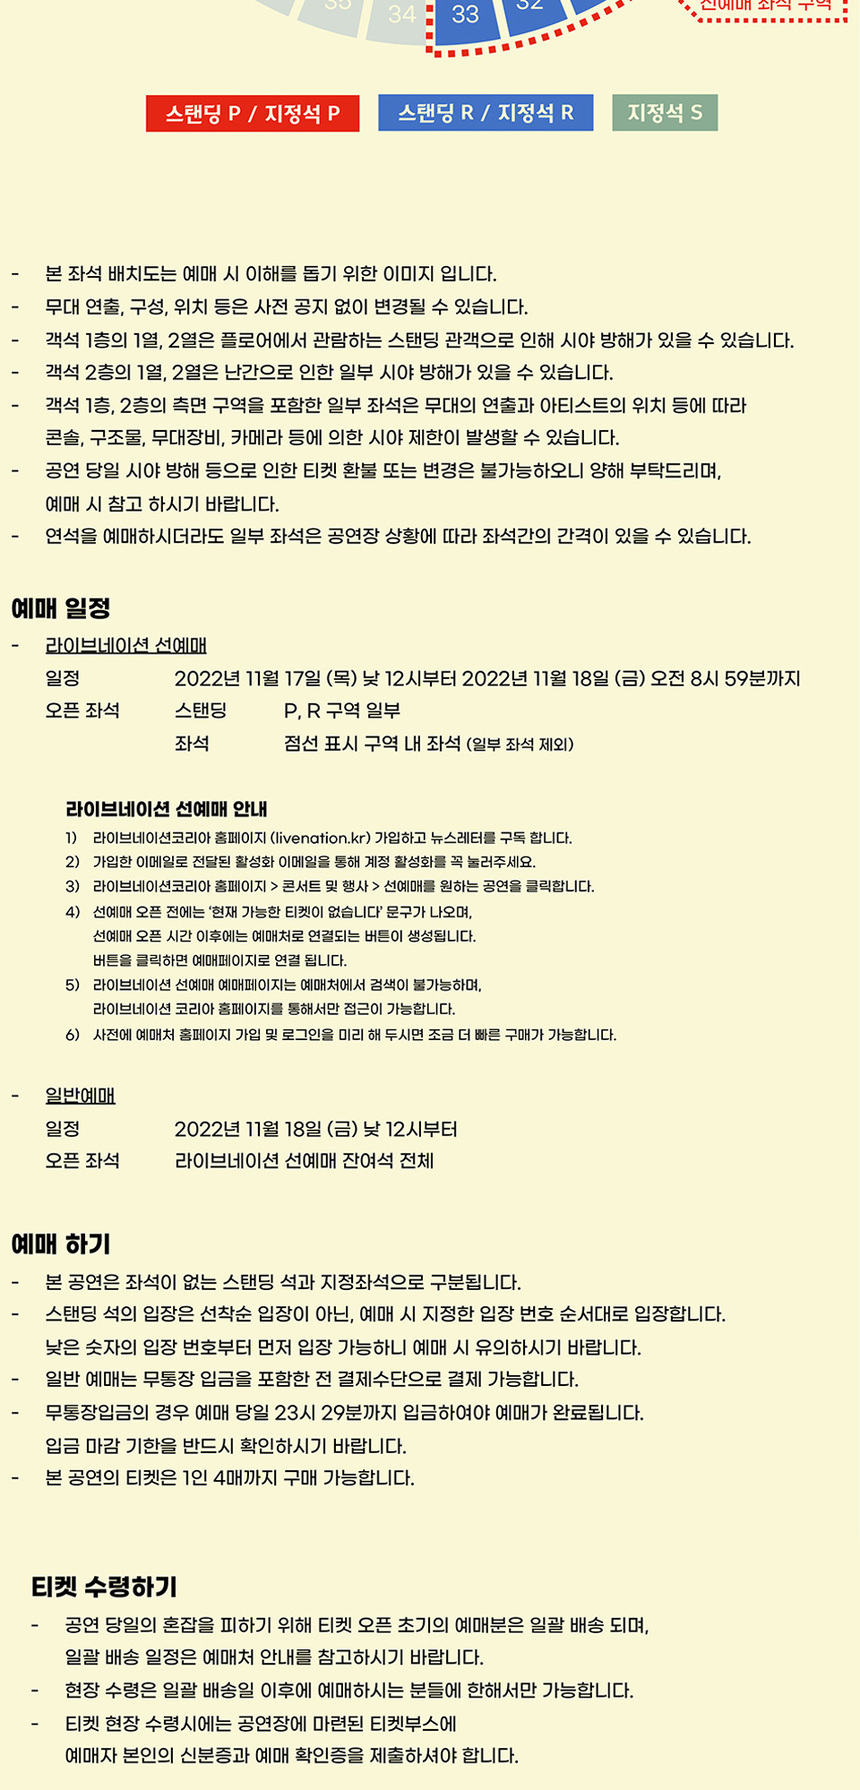 선예매 좌석 구역
35
34
33
32
스탠딩 P / 지정석 P
스탠딩 R / 지정석 R
지정석 S
- 본 좌석 배치도는 예매 시 이해를 돕기 위한 이미지 입니다.
- 무대 연출, 구성, 위치 등은 사전 공지 없이 변경될 수 있습니다.
- 객석 1층의 1열, 2열은 플로어에서 관람하는 스탠딩 관객으로 인해 시야 방해가 있을 수 있습니다.
- 객석 2층의 1열, 2열은 난간으로 인한 일부 시야 방해가 있을 수 있습니다.
- 객석 1층, 2층의 측면 구역을 포함한 일부 좌석은 무대의 연출과 아티스트의 위치 등에 따라
콘솔, 구조물, 무대장비, 카메라 등에 의한 시야 제한이 발생할 수 있습니다.
- 공연 당일 시야 방해 등으로 인한 티켓 환불 또는 변경은 불가능하오니 양해 부탁드리며,
예매 시 참고 하시기 바랍니다.
- 연석을 예매하시더라도 일부 좌석은 공연장 상황에 따라 좌석간의 간격이 있을 수 있습니다.
예매 일정
- 라이브네이션 선예매
일정 2022년 11월 17일 (목) 낮 12시부터 2022년 11월 18일 (금) 오전 8시 59분까지
오픈 좌석 스탠딩 P, R 구역 일부
좌석 점선 표시 구역 내 좌석 (일부 좌석 제외)
라이브네이션 선예매 안내
1) 라이브네이션코리아 홈페이지 (livenation.kr) 가입하고 뉴스레터를 구독 합니다.
2) 가입한 이메일로 전달된 활성화 이메일을 통해 계정 활성화를 꼭 눌러주세요.
3) 라이브네이션코리아 홈페이지 > 콘서트 및 행사 > 선예매를 원하는 공연을 클릭합니다.
4) 선예매 오픈 전에는 ‘현재 가능한 티켓이 없습니다’ 문구가 나오며,
선예매 오픈 시간 이후에는 예매처로 연결되는 버튼이 생성됩니다.
버튼을 클릭하면 예매페이지로 연결 됩니다.
5) 라이브네이션 선예매 예매페이지는 예매처에서 검색이 불가능하며,
라이브네이션 코리아 홈페이지를 통해서만 접근이 가능합니다.
6) 사전에 예매처 홈페이지 가입 및 로그인을 미리 해 두시면 조금 더 빠른 구매가 가능합니다.
- 일반예매
일정 2022년 11월 18일 (금) 낮 12시부터
오픈 좌석 라이브네이션 선예매 잔여석 전체
예매 하기
- 본 공연은 좌석이 없는 스탠딩 석과 지정좌석으로 구분됩니다.
- 스탠딩 석의 입장은 선착순 입장이 아닌, 예매 시 지정한 입장 번호 순서대로 입장합니다.
낮은 숫자의 입장 번호부터 먼저 입장 가능하니 예매 시 유의하시기 바랍니다.
- 일반 예매는 무통장 입금을 포함한 전 결제수단으로 결제 가능합니다.
- 무통장입금의 경우 예매 당일 23시 29분까지 입금하여야 예매가 완료됩니다.
입금 마감 기한을 반드시 확인하시기 바랍니다.
- 본 공연의 티켓은 1인 4매까지 구매 가능합니다.
티켓 수령하기
- 공연 당일의 혼잡을 피하기 위해 티켓 오픈 초기의 예매분은 일괄 배송 되며,
일괄 배송 일정은 예매처 안내를 참고하시기 바랍니다.
- 현장 수령은 일괄 배송일 이후에 예매하시는 분들에 한해서만 가능합니다.
- 티켓 현장 수령시에는 공연장에 마련된 티켓부스에
예매자 본인의 신분증과 예매 확인증을 제출하셔야 합니다.